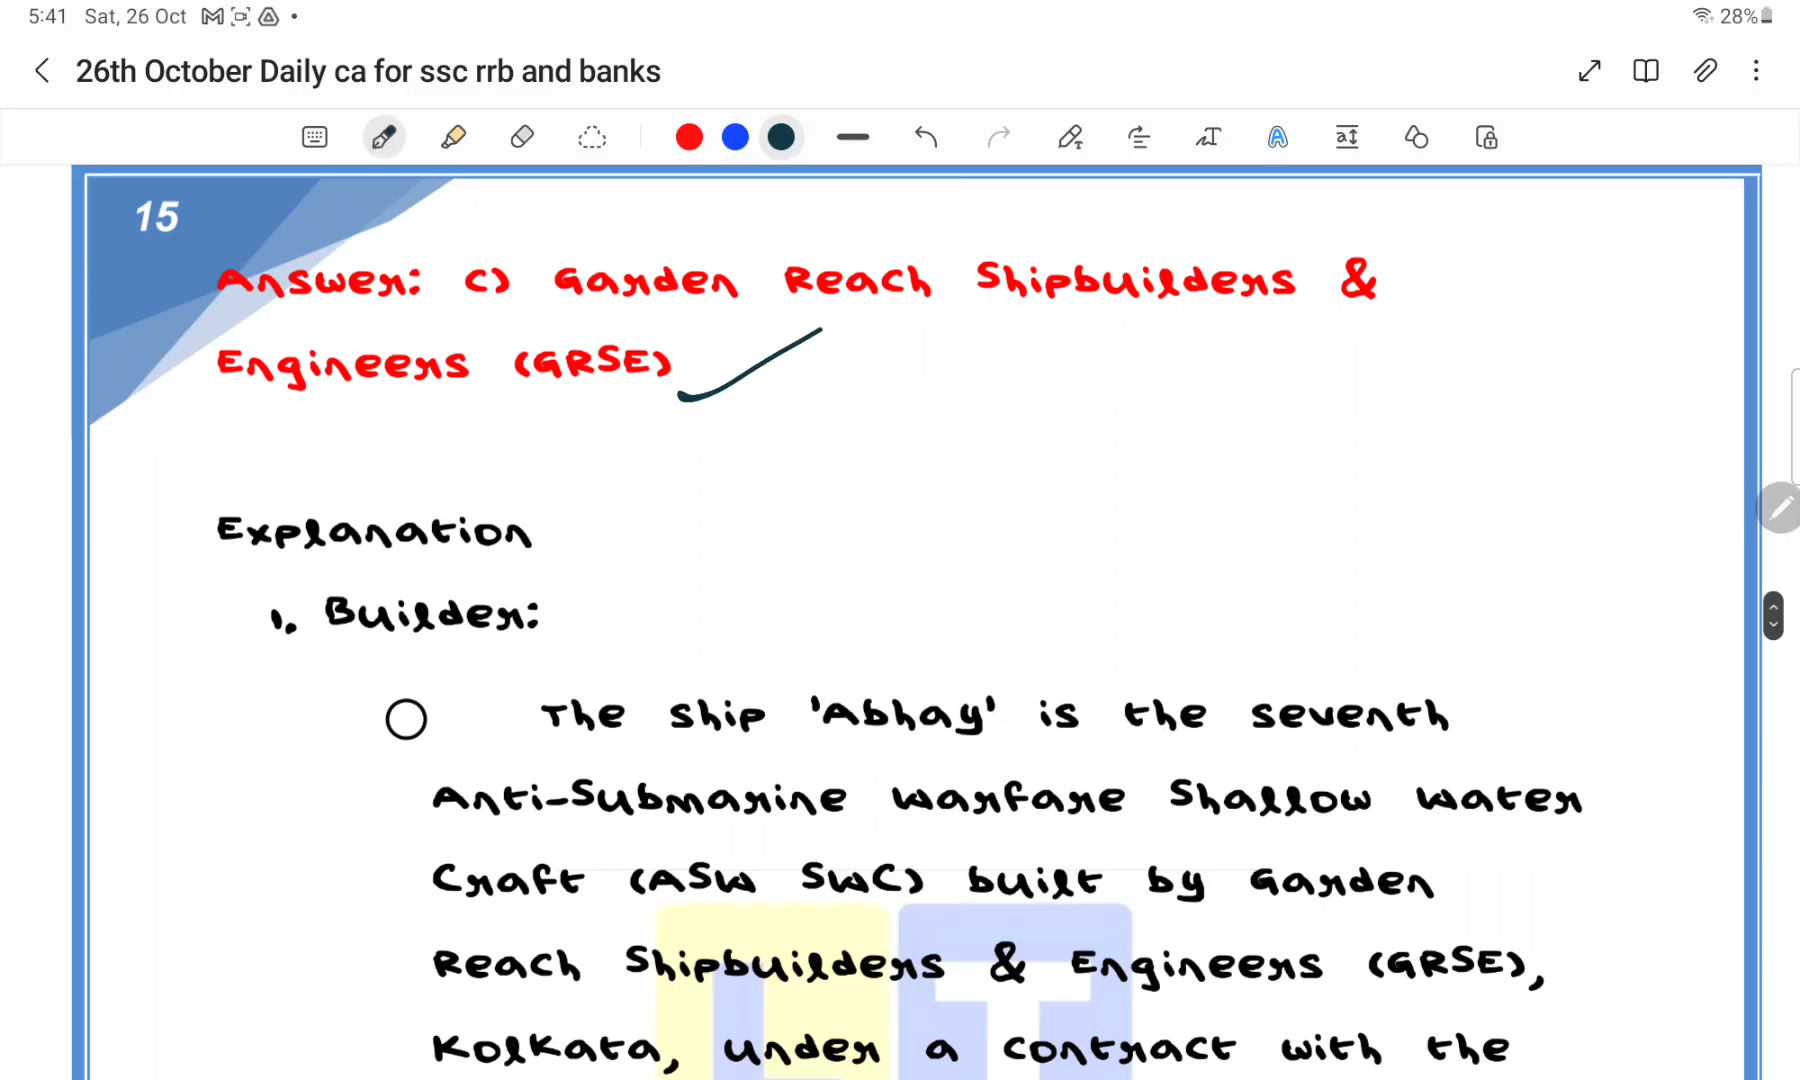 5:41 Sat, 26 Oct
28%
26th October Daily ca for ssc rrb and banks
15
Answer: C) Garden Reach Shipbuilders &
Engineers (GRSE)
Explanation
1. Builder:
The ship 'Abhay' is the seventh
Anti-Submarine Warfare Shallow Water
Craft (ASW SWC) built by Garden
Reach Shipbuilders & Engineers (GRSE),
Kolkata, under a contract with the